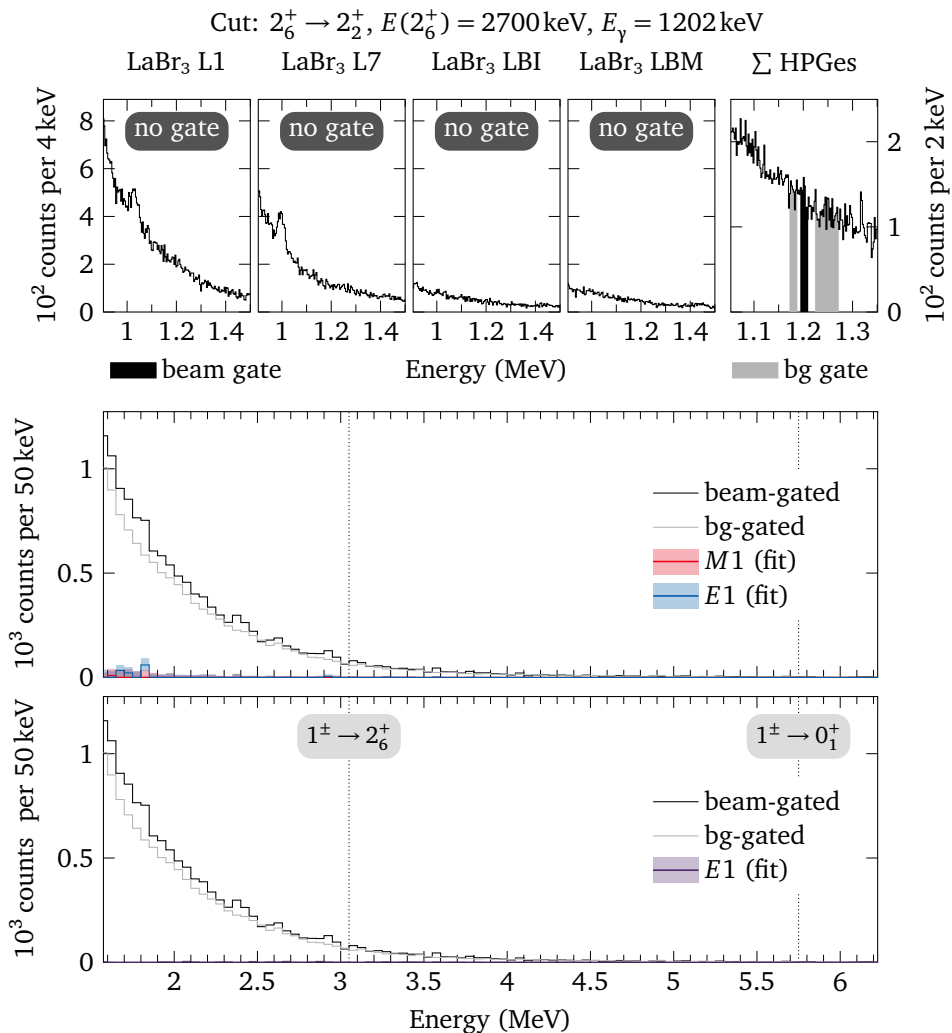 Cut: 2₆⁺ → 2₂⁺, E(2₆⁺) = 2700 keV, E_γ = 1202 keV
LaBr₃ L1 LaBr₃ L7 LaBr₃ LBI LaBr₃ LBM ∑ HPGes
no gate no gate no gate no gate
10² counts per 4 keV
0 2 4 6 8
1 1.2 1.4 1 1.2 1.4 1 1.2 1.4 1 1.2 1.4 1.1 1.2 1.3
0 1 2
10² counts per 2 keV
beam gate Energy (MeV) bg gate
10³ counts per 50 keV
1
0.5
0
beam-gated
bg-gated
M1 (fit)
E1 (fit)
10³ counts per 50 keV
1
0.5
0
1± → 2₆⁺ 1± → 0₁⁺
beam-gated
bg-gated
E1 (fit)
2 2.5 3 3.5 4 4.5 5 5.5 6
Energy (MeV)